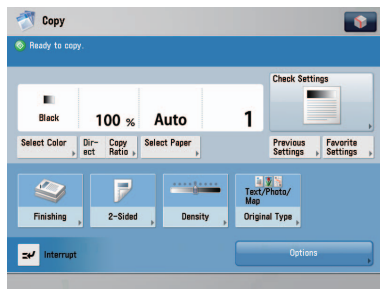 Copy
Ready to copy.
Check Settings
Black
100 %
Auto
1
Select Color
Dir-
ect
Copy
Ratio
Select Paper
Previous
Settings
Favorite
Settings
Text/Photo/
Map
Finishing
2-Sided
Density
Original Type
Interrupt
Options